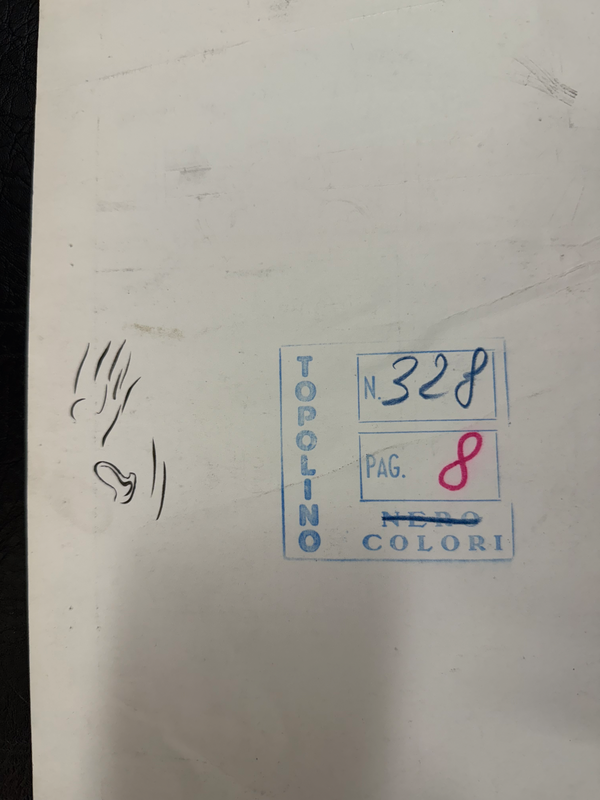 TOPOLINO
N. 328
PAG. 8
NERO
COLORI